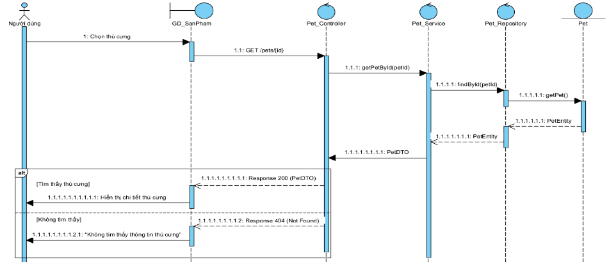 Người dùng
GD_SanPham
Pet_Controller
Pet_Service
Pet_Repository
Pet
1: Chọn thú cưng
1.1: GET /pets/{id}
1.1.1: getPetById(petId)
1.1.1.1: findById(petId)
1.1.1.1.1: getPet()
1.1.1.1.1.1: PetEntity
1.1.1.1.1.1.1: PetEntity
1.1.1.1.1.1.1.1: PetDTO
alt
1.1.1.1.1.1.1.1.1: Response 200 (PetDTO)
[Tìm thấy thú cưng]
1.1.1.1.1.1.1.1.1.1: Hiển thị chi tiết thú cưng
[Không tìm thấy]
1.1.1.1.1.1.1.1.2: Response 404 (Not Found)
1.1.1.1.1.1.1.1.2.1: "Không tìm thấy thông tin thú cưng"